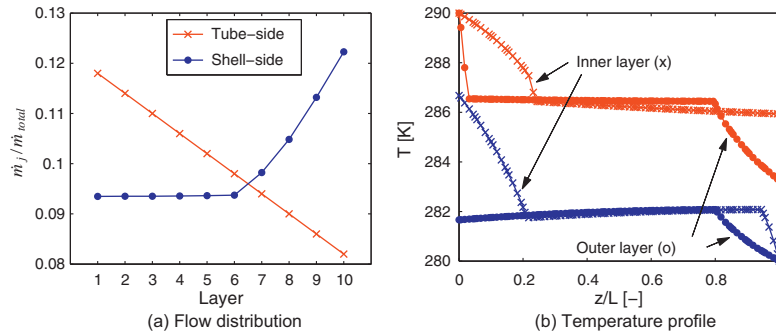 0.13
0.12
0.11
0.1
0.09
0.08
ṁ_j/ṁ_total
Tube-side
Shell-side
1 2 3 4 5 6 7 8 9 10
Layer
(a) Flow distribution
290
288
286
284
282
280
T [K]
Inner layer (x)
Outer layer (o)
0 0.2 0.4 0.6 0.8
z/L [-]
(b) Temperature profile